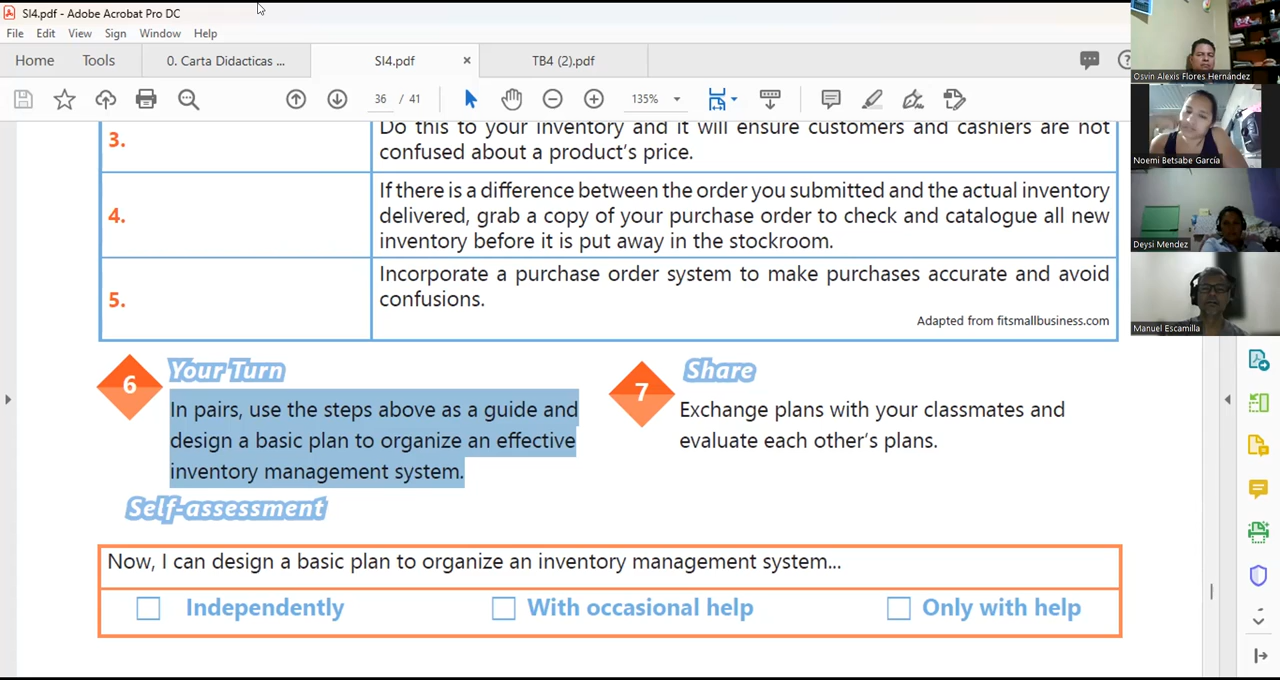 SI4.pdf - Adobe Acrobat Pro DC
File Edit View Sign Window Help
Home Tools 0. Carta Didacticas ... SI4.pdf × TB4 (2).pdf
36 / 41 135%
3. Do this to your inventory and it will ensure customers and cashiers are not
confused about a product's price.
4. If there is a difference between the order you submitted and the actual inventory
delivered, grab a copy of your purchase order to check and catalogue all new
inventory before it is put away in the stockroom.
5. Incorporate a purchase order system to make purchases accurate and avoid
confusions.
Adapted from fitsmallbusiness.com
6 Your Turn
In pairs, use the steps above as a guide and
design a basic plan to organize an effective
inventory management system.
7 Share
Exchange plans with your classmates and
evaluate each other's plans.
Self-assessment
Now, I can design a basic plan to organize an inventory management system...
Independently With occasional help Only with help
Osvin Alexis Flores Hernández
Noemi Betsabe García
Deysi Mendez
Manuel Escamilla